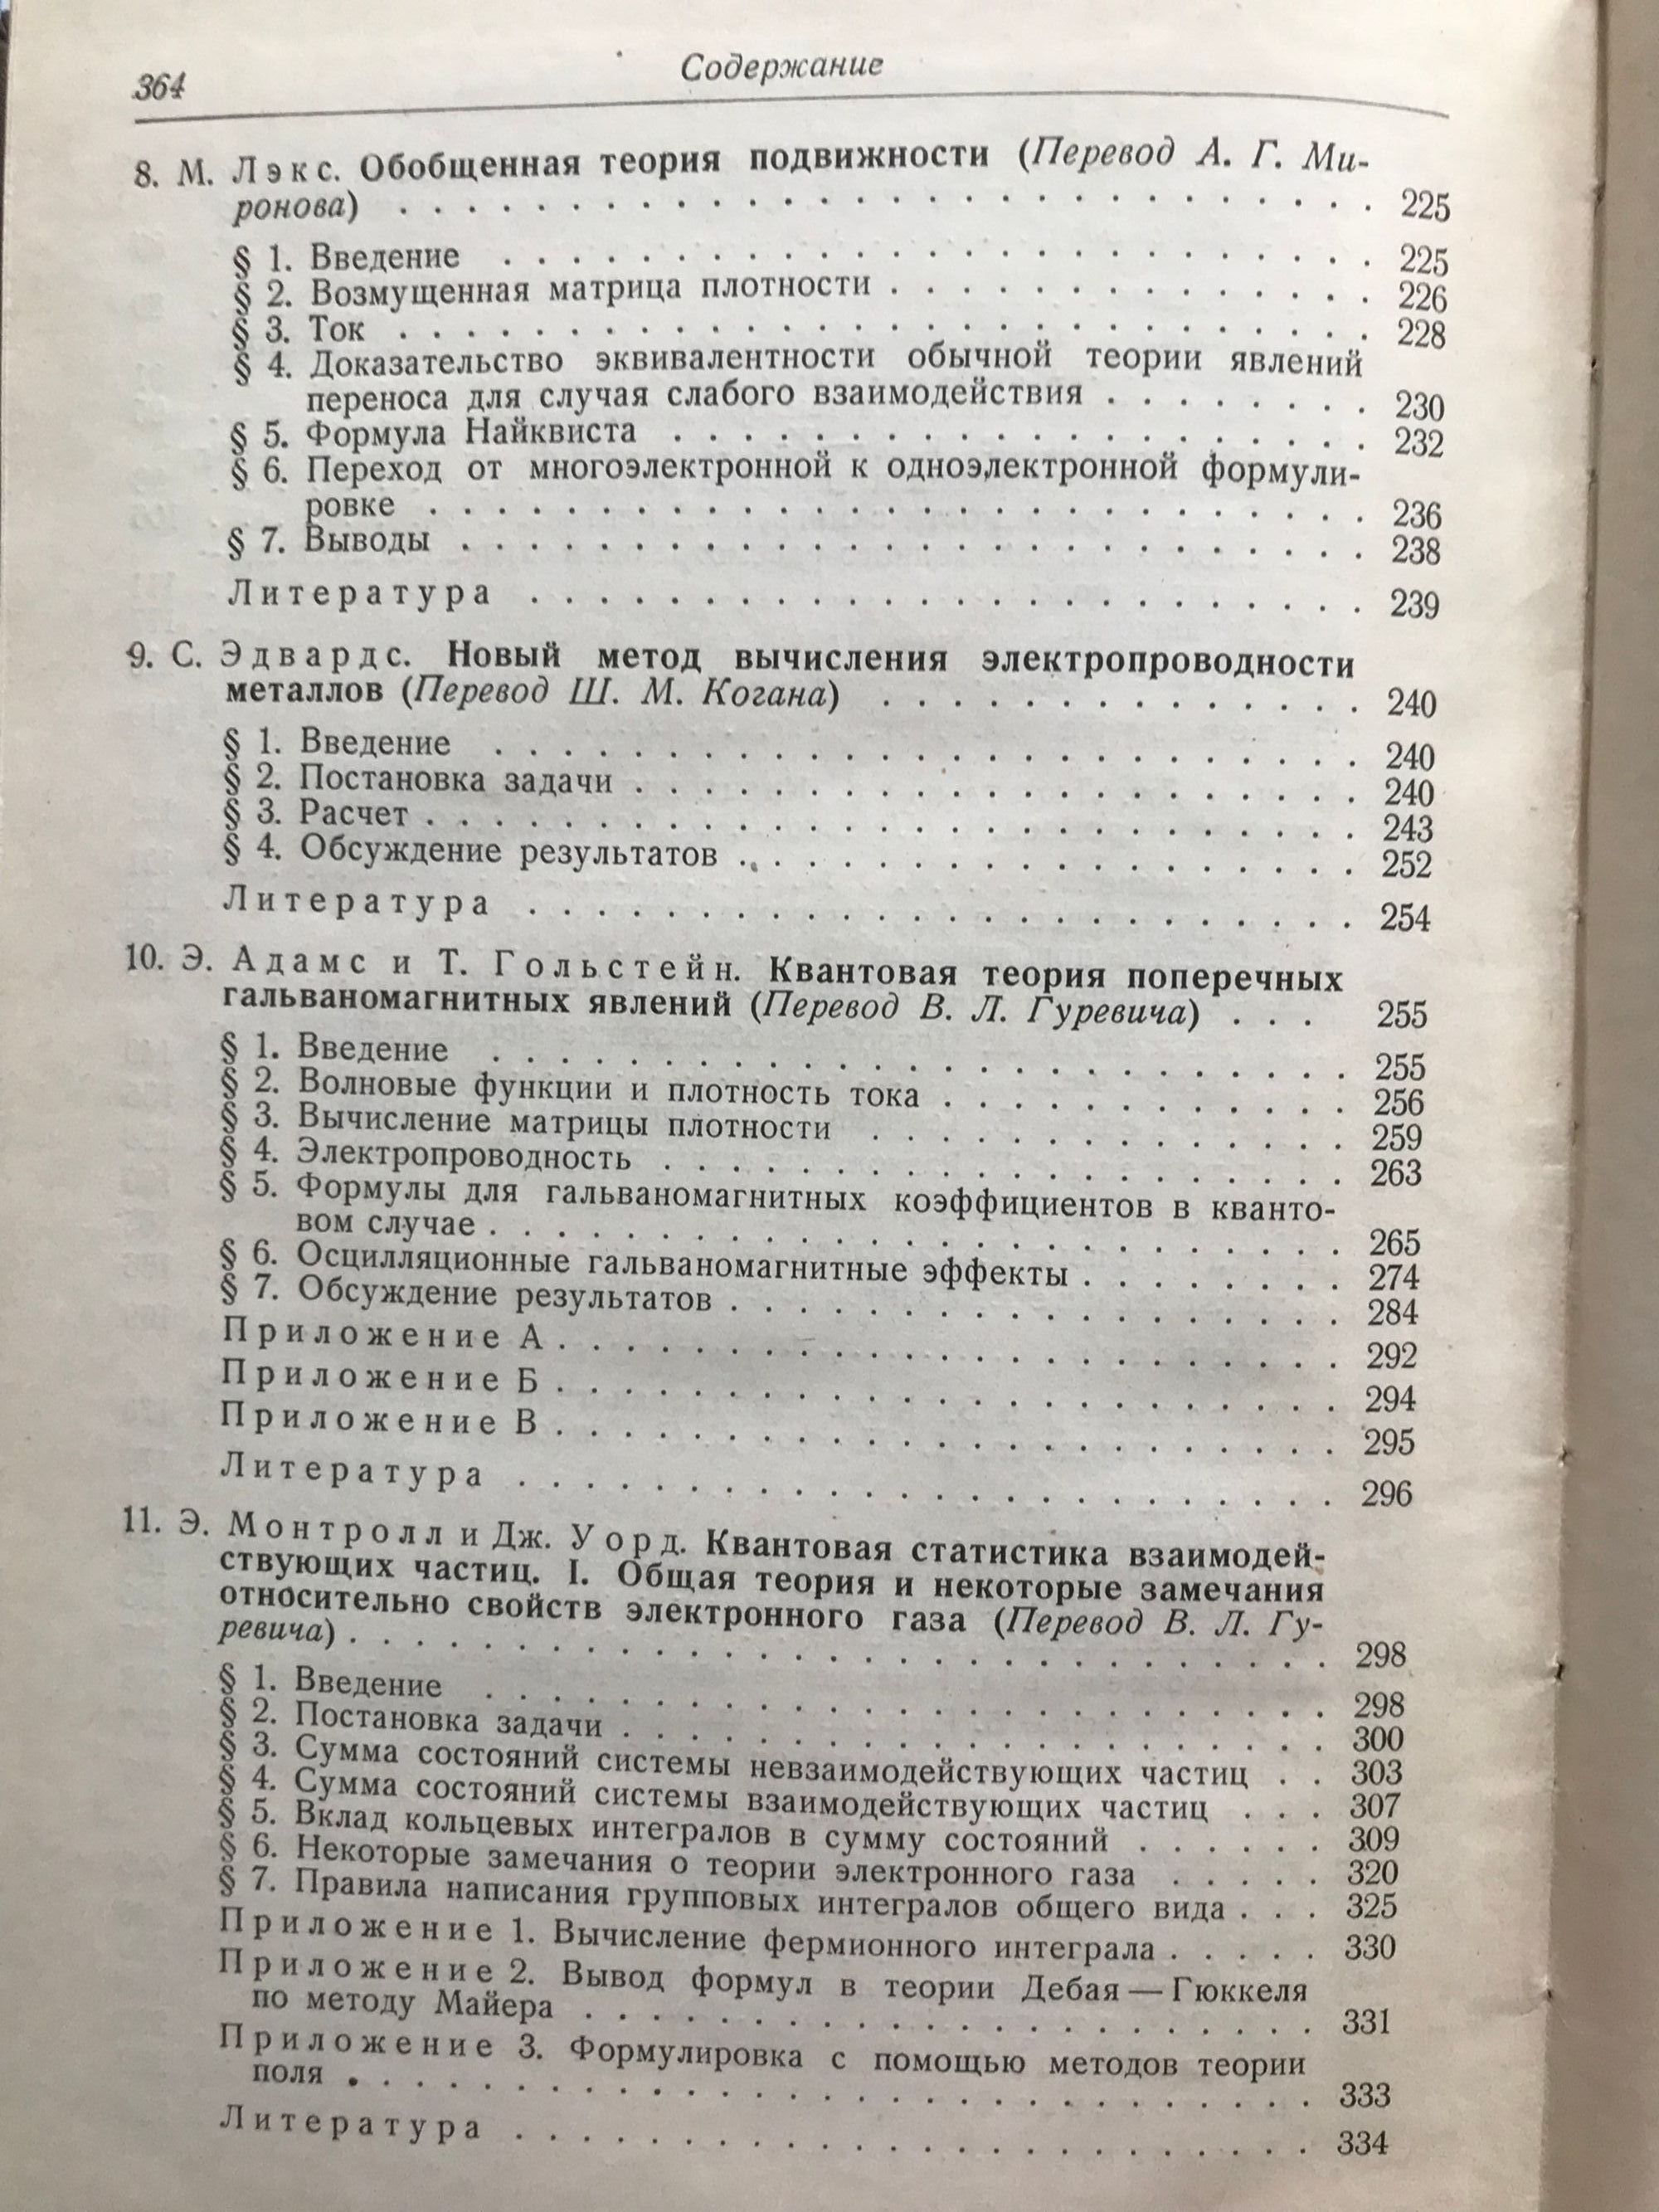 364
Содержание
8. М. Лэкс. Обобщенная теория подвижности (Перевод А. Г. Ми-
ронова) . . . . . . . . . . . . . . . . . . . . . . . . 225
§ 1. Введение . . . . . . . . . . . . . . . . . . . . . 225
§ 2. Возмущенная матрица плотности . . . . . . . . . . . . . 226
§ 3. Ток . . . . . . . . . . . . . . . . . . . . . . . . 228
§ 4. Доказательство эквивалентности обычной теории явлений
переноса для случая слабого взаимодействия . . . . . . . . 230
§ 5. Формула Найквиста . . . . . . . . . . . . . . . . . 232
§ 6. Переход от многоэлектронной к одноэлектронной формули-
ровке . . . . . . . . . . . . . . . . . . . . . . . 236
§ 7. Выводы . . . . . . . . . . . . . . . . . . . . . . 238
Литература . . . . . . . . . . . . . . . . . . . . 239
9. С. Эдвардс. Новый метод вычисления электропроводности
металлов (Перевод Ш. М. Когана) . . . . . . . . . . . . 240
§ 1. Введение . . . . . . . . . . . . . . . . . . . . . 240
§ 2. Постановка задачи . . . . . . . . . . . . . . . . . 240
§ 3. Расчет . . . . . . . . . . . . . . . . . . . . . . 243
§ 4. Обсуждение результатов . . . . . . . . . . . . . . . 252
Литература . . . . . . . . . . . . . . . . . . . . 254
10. Э. Адамс и Т. Гольстейн. Квантовая теория поперечных
гальваномагнитных явлений (Перевод В. Л. Гуревича) . . . 255
§ 1. Введение . . . . . . . . . . . . . . . . . . . . . 255
§ 2. Волновые функции и плотность тока . . . . . . . . . . . 256
§ 3. Вычисление матрицы плотности . . . . . . . . . . . . 259
§ 4. Электропроводность . . . . . . . . . . . . . . . . . 263
§ 5. Формулы для гальваномагнитных коэффициентов в кванто-
вом случае . . . . . . . . . . . . . . . . . . . . . 265
§ 6. Осцилляционные гальваномагнитные эффекты . . . . . . . 274
§ 7. Обсуждение результатов . . . . . . . . . . . . . . . 284
Приложение А . . . . . . . . . . . . . . . . . . . 292
Приложение Б . . . . . . . . . . . . . . . . . . . 294
Приложение В . . . . . . . . . . . . . . . . . . . 295
Литература . . . . . . . . . . . . . . . . . . . . 296
11. Э. Монтролл и Дж. Уорд. Квантовая статистика взаимодей-
ствующих частиц. I. Общая теория и некоторые замечания
относительно свойств электронного газа (Перевод В. Л. Гу-
ревича) . . . . . . . . . . . . . . . . . . . . . . . 298
§ 1. Введение . . . . . . . . . . . . . . . . . . . . . 298
§ 2. Постановка задачи . . . . . . . . . . . . . . . . . 300
§ 3. Сумма состояний системы невзаимодействующих частиц . . 303
§ 4. Сумма состояний системы взаимодействующих частиц . . . 307
§ 5. Вклад кольцевых интегралов в сумму состояний . . . . . . 309
§ 6. Некоторые замечания о теории электронного газа . . . . . 320
§ 7. Правила написания групповых интегралов общего вида . . . 325
Приложение 1. Вычисление фермионного интеграла . . . . . 330
Приложение 2. Вывод формул в теории Дебая — Гюккеля
по методу Майера . . . . . . . . . . . . . . . . . . 331
Приложение 3. Формулировка с помощью методов теории
поля . . . . . . . . . . . . . . . . . . . . . . . . 333
Литература . . . . . . . . . . . . . . . . . . . . 334